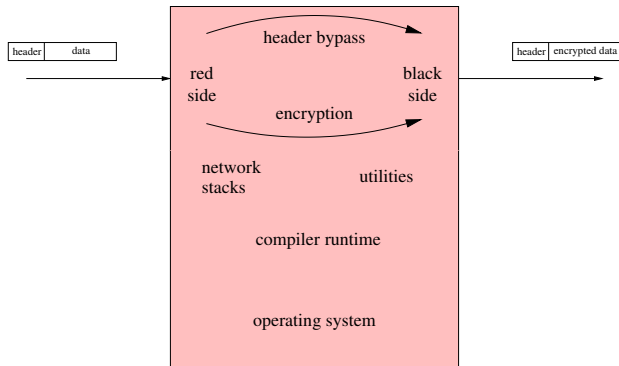 header bypass
header data
header encrypted data
red
side
black
side
encryption
network
stacks
utilities
compiler runtime
operating system